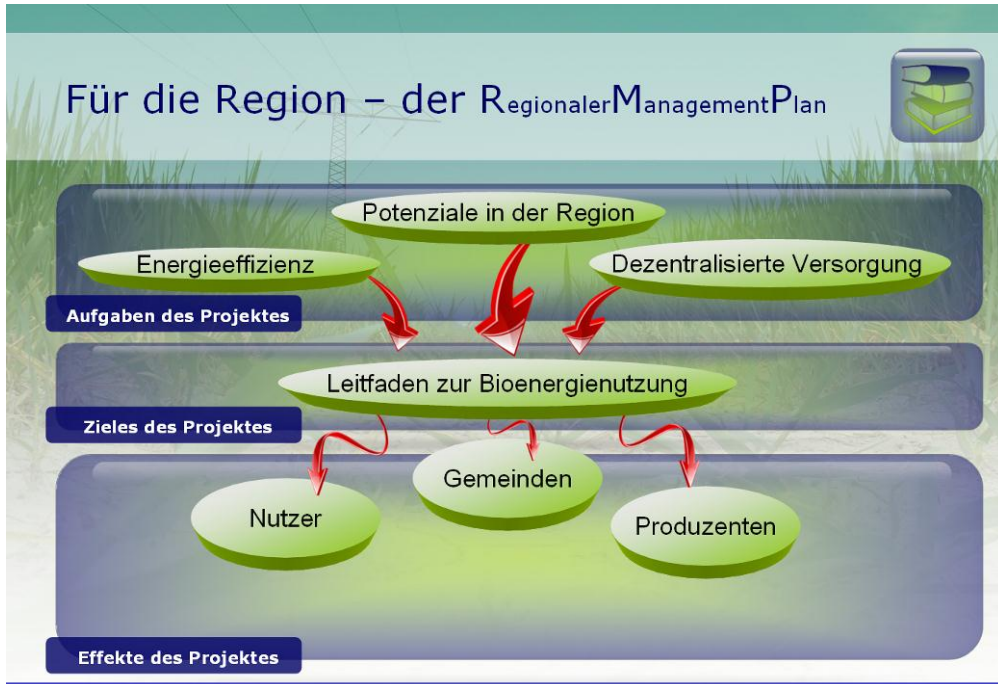 Für die Region – der RegionalerManagementPlan
Potenziale in der Region
Energieeffizienz
Dezentralisierte Versorgung
Aufgaben des Projektes
Leitfaden zur Bioenergienutzung
Zieles des Projektes
Gemeinden
Nutzer
Produzenten
Effekte des Projektes